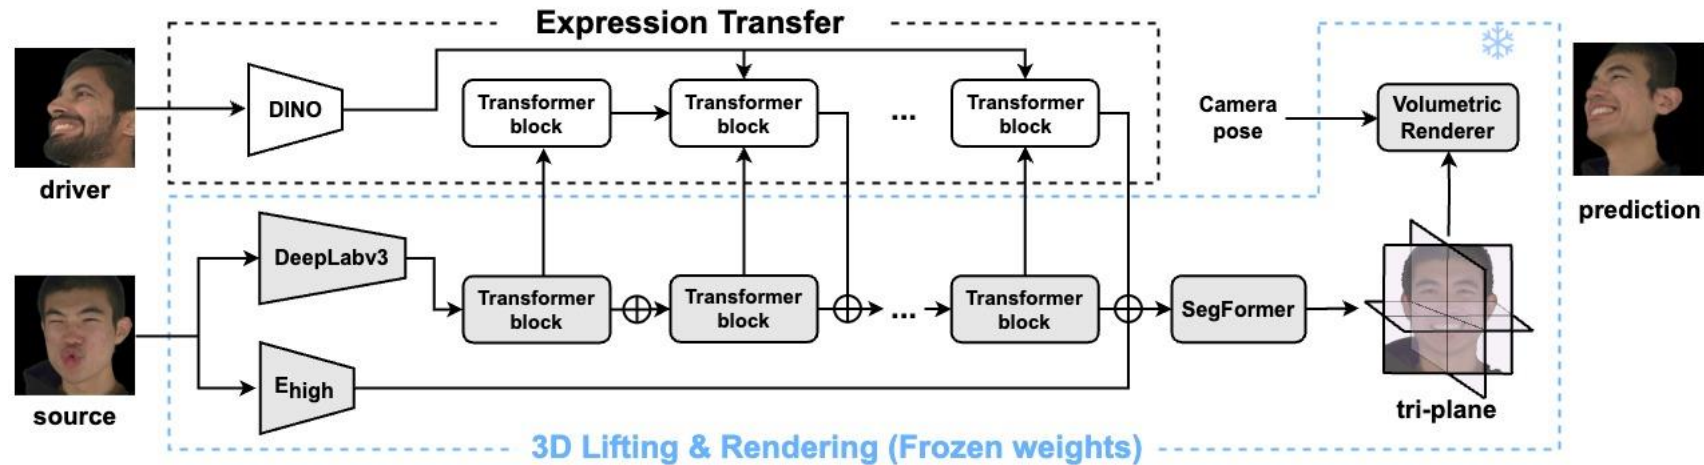 Expression Transfer
DINO
Transformer
block
Transformer
block
...
Transformer
block
Camera
pose
Volumetric
Renderer
driver
prediction
DeepLabv3
Transformer
block
Transformer
block
...
Transformer
block
SegFormer
Ehigh
source
tri-plane
3D Lifting & Rendering (Frozen weights)